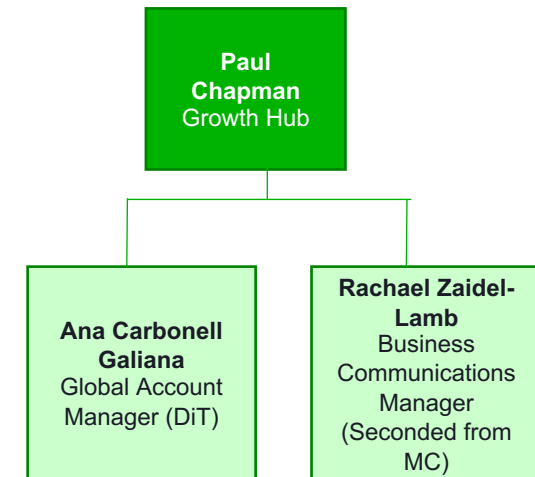 Paul
Chapman
Growth Hub
Ana Carbonell
Galiana
Global Account
Manager (DiT)
Rachael Zaidel-
Lamb
Business
Communications
Manager
(Seconded from
MC)